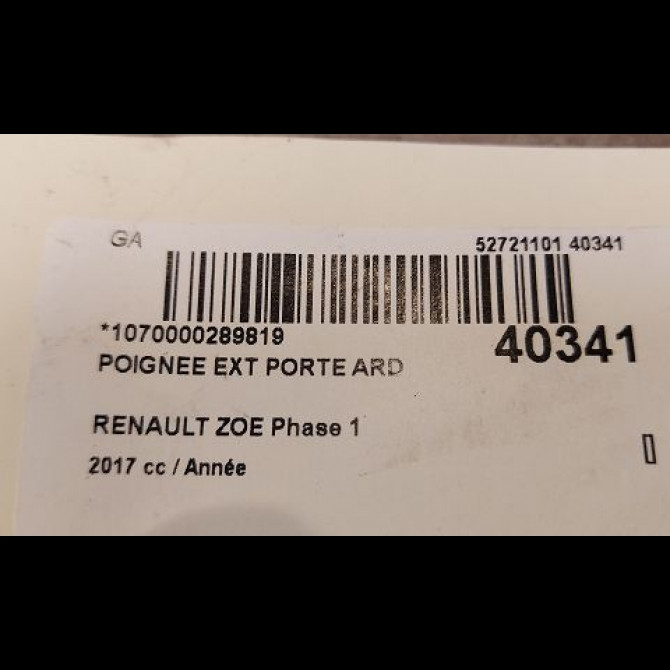 GA
52721101 40341
*1070000289819
40341
POIGNEE EXT PORTE ARD
RENAULT ZOE Phase 1
2017 cc / Année